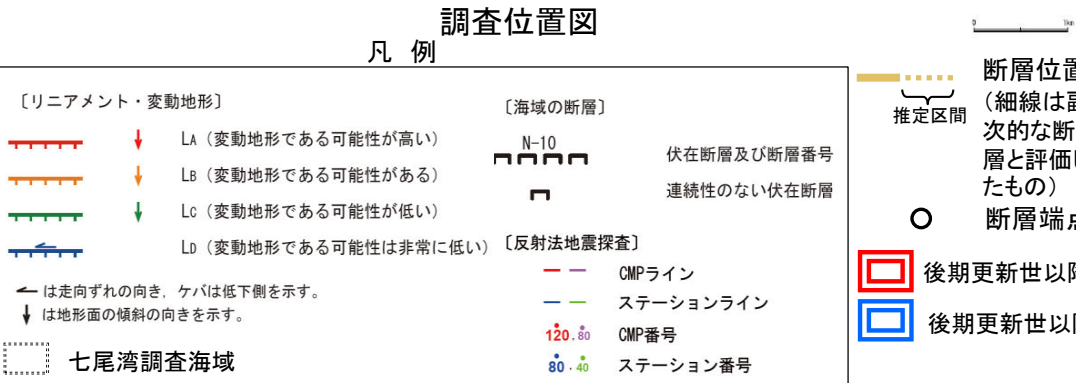 調査位置図
凡 例
0 1km
〔リニアメント・変動地形〕
LA（変動地形である可能性が高い）
LB（変動地形である可能性がある）
LC（変動地形である可能性が低い）
LD（変動地形である可能性は非常に低い）
は走向ずれの向き，ケバは低下側を示す。
は地形面の傾斜の向きを示す。
七尾湾調査海域
〔海域の断層〕
N-10
伏在断層及び断層番号
連続性のない伏在断層
〔反射法地震探査〕
CMPライン
ステーションライン
120.80 CMP番号
80.40 ステーション番号
断層位置
推定区間
（細線は副
次的な断
層と評価し
たもの）
断層端点
後期更新世以降
後期更新世以降